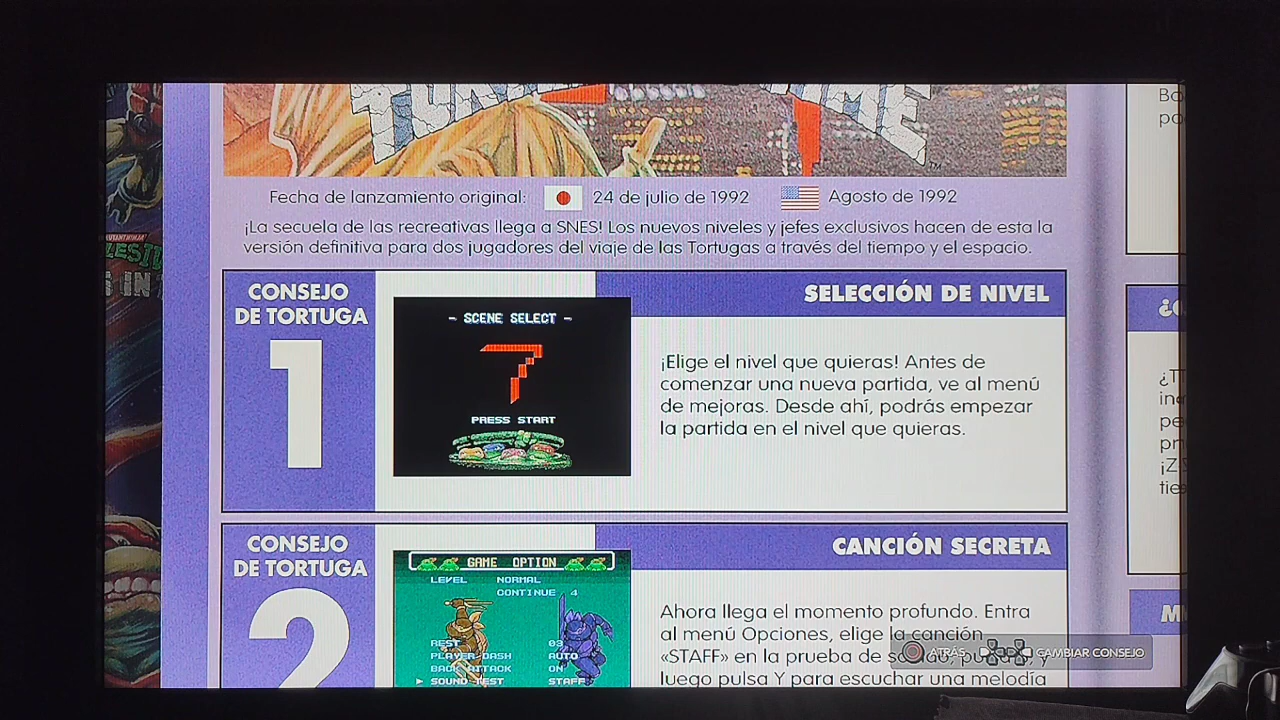 Fecha de lanzamiento original: 24 de julio de 1992 Agosto de 1992
¡La secuela de las recreativas llega a SNES! Los nuevos niveles y jefes exclusivos hacen de esta la
versión definitiva para dos jugadores del viaje de las Tortugas a través del tiempo y el espacio.
CONSEJO
DE TORTUGA
1
- SCENE SELECT -
7
PRESS START
SELECCIÓN DE NIVEL
¡Elige el nivel que quieras! Antes de
comenzar una nueva partida, ve al menú
de mejoras. Desde ahí, podrás empezar
la partida en el nivel que quieras.
CONSEJO
DE TORTUGA
2
GAME OPTION
LEVEL NORMAL
CONTINUE 4
REST 03
PLAYER DASH AUTO
BACK ATTACK ON
▶ SOUND TEST STAFF
CANCIÓN SECRETA
Ahora llega el momento profundo. Entra
al menú Opciones, elige la canción
«STAFF» en la prueba de y
luego pulsa Y para escuchar una melodía
ATRÁS CAMBIAR CONSEJO